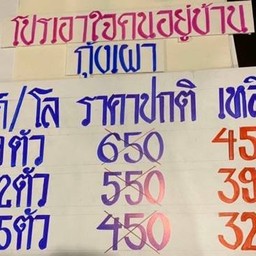 โปรเอาใจคนอยู่บ้าน
กุ้งเผา
/โล ราคาปกติ
ตัว 650 45
2ตัว 550 39
5ตัว 450 32